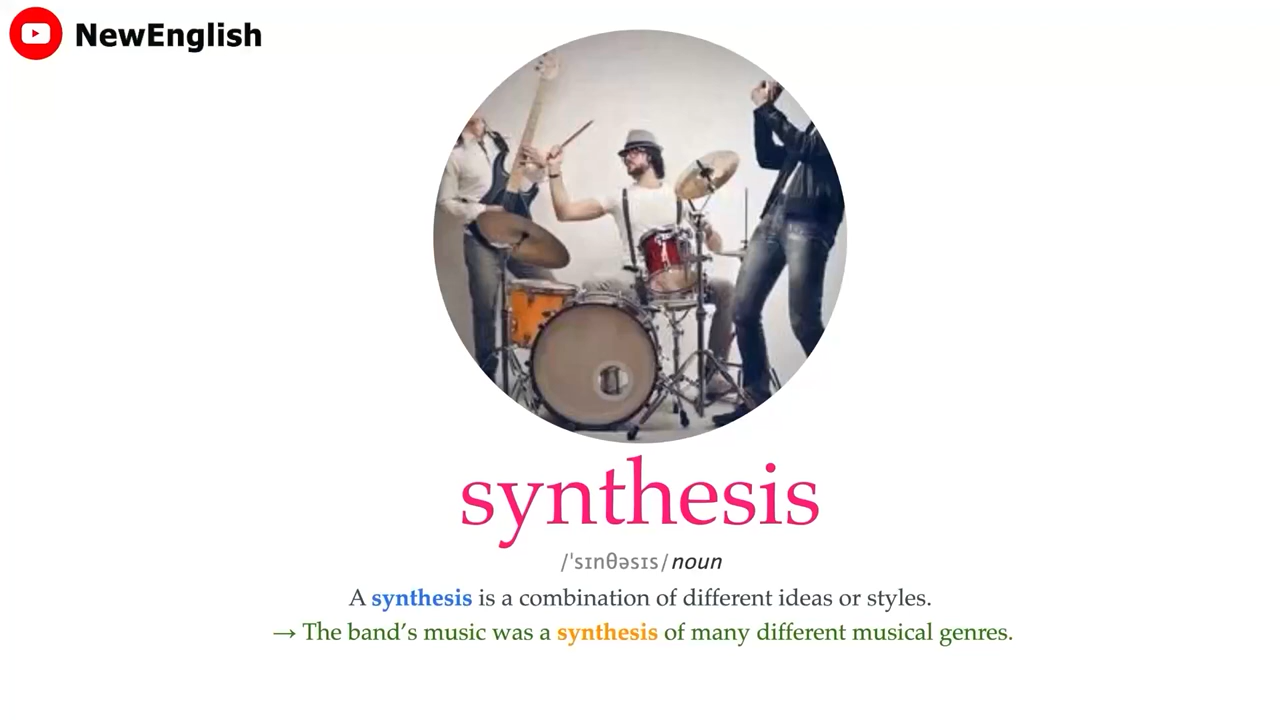 NewEnglish
synthesis
/ˈsɪnθəsɪs/ noun
A synthesis is a combination of different ideas or styles.
→ The band’s music was a synthesis of many different musical genres.